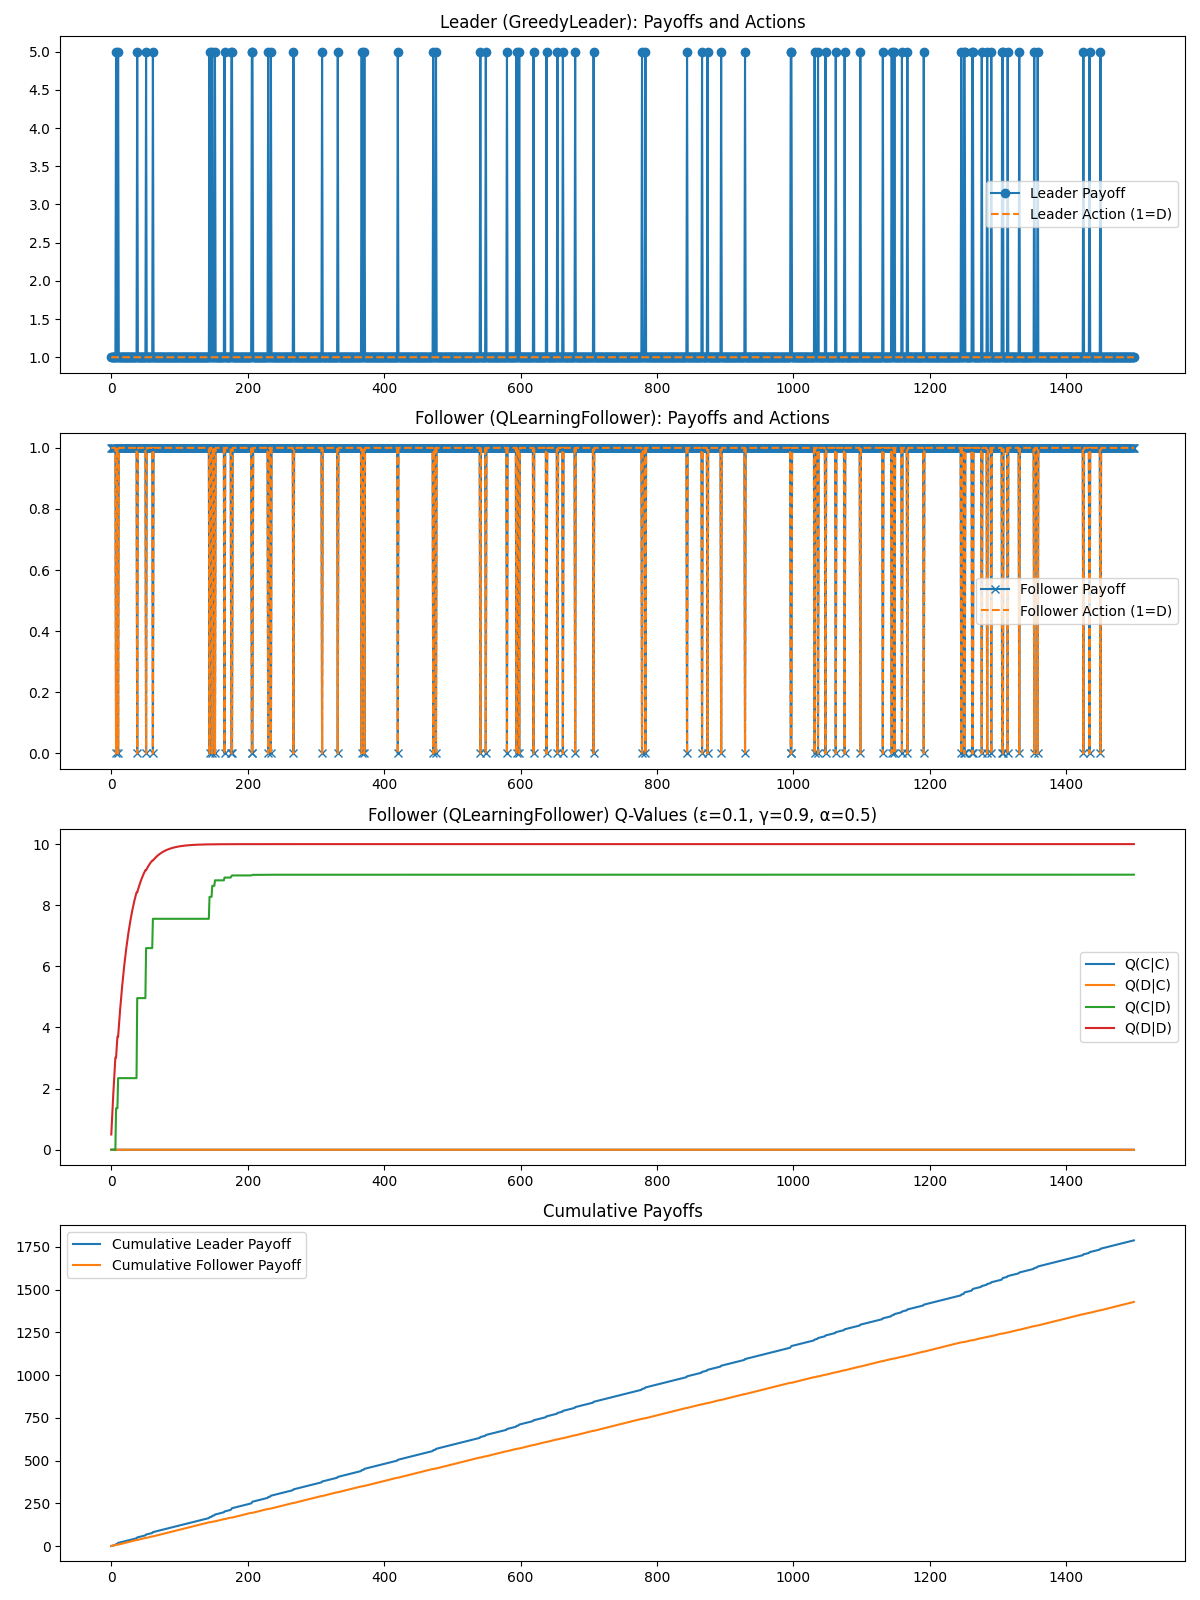 Leader (GreedyLeader): Payoffs and Actions
5.0
4.5
4.0
3.5
3.0
2.5
2.0
1.5
1.0
Leader Payoff
Leader Action (1=D)
0 200 400 600 800 1000 1200 1400
Follower (QLearningFollower): Payoffs and Actions
1.0
0.8
0.6
0.4
0.2
0.0
Follower Payoff
Follower Action (1=D)
0 200 400 600 800 1000 1200 1400
Follower (QLearningFollower) Q-Values (ε=0.1, γ=0.9, α=0.5)
10
8
6
4
2
0
Q(C|C)
Q(D|C)
Q(C|D)
Q(D|D)
0 200 400 600 800 1000 1200 1400
Cumulative Payoffs
Cumulative Leader Payoff
Cumulative Follower Payoff
1750
1500
1250
1000
750
500
250
0
0 200 400 600 800 1000 1200 1400